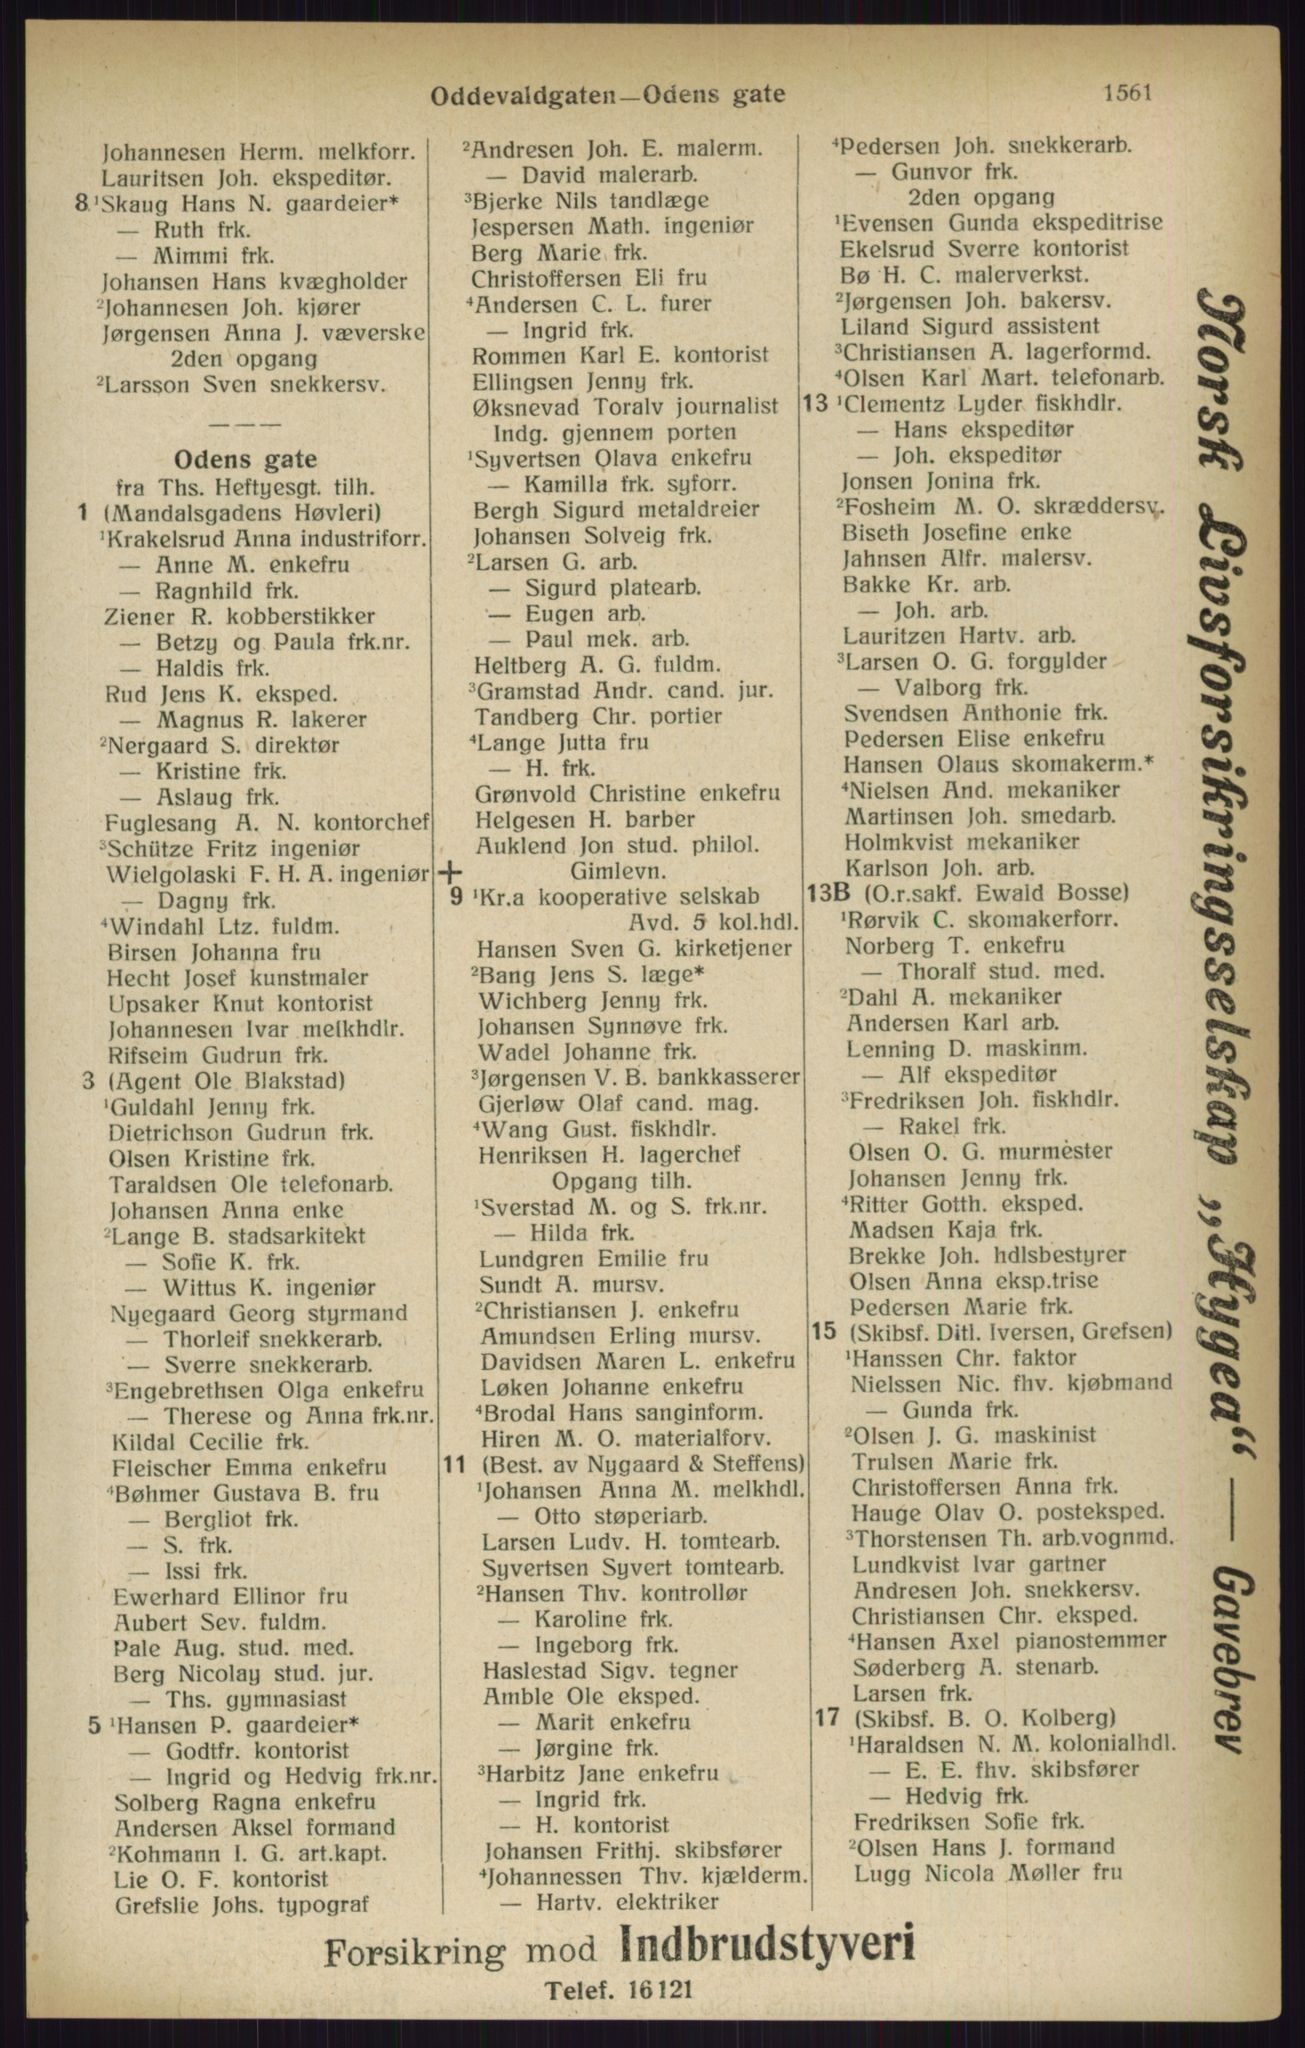 Oddevaldgaten—Odens gate
1561
Johannesen Herm. melkforr.
Lauritsen Joh. ekspeditør.
8 ¹Skaug Hans N. gaardeier*
— Ruth frk.
— Mimmi frk.
Johansen Hans kvægholder
²Johannesen Joh. kjører
Jørgensen Anna J. væverske
2den opgang
²Larsson Sven snekkersv.
— — —
Odens gate
fra Ths. Heftyesgt. tilh.
1 (Mandalsgadens Høvleri)
¹Krakelsrud Anna industriforr.
— Anne M. enkefru
— Ragnhild frk.
Ziener R. kobberstikker
— Betzy og Paula frk.nr.
— Haldis frk.
Rud Jens K. eksped.
— Magnus R. lakerer
²Nergaard S. direktør
— Kristine frk.
— Aslaug frk.
Fuglesang A. N. kontorchef
³Schütze Fritz ingeniør
Wielgolaski F. H. A. ingeniør
— Dagny frk.
⁴Windahl Ltz. fuldm.
Birsen Johanna fru
Hecht Josef kunstmaler
Upsaker Knut kontorist
Johannesen Ivar melkhdlr.
Rifseim Gudrun frk.
3 (Agent Ole Blakstad)
¹Guldahl Jenny frk.
Dietrichson Gudrun frk.
Olsen Kristine frk.
Taraldsen Ole telefonarb.
Johansen Anna enke
²Lange B. stadsarkitekt
— Sofie K. frk.
— Wittus K. ingeniør
Nyegaard Georg styrmand
— Thorleif snekkerarb.
— Sverre snekkerarb.
³Engebrethsen Olga enkefru
— Therese og Anna frk.nr.
Kildal Cecilie frk.
Fleischer Emma enkefru
⁴Bøhmer Gustava B. fru
— Bergliot frk.
— S. frk.
— Issi frk.
Ewerhard Ellinor fru
Aubert Sev. fuldm.
Pale Aug. stud. med.
Berg Nicolay stud. jur.
— Ths. gymnasiast
5 ¹Hansen P. gaardeier*
— Godtfr. kontorist
— Ingrid og Hedvig frk.nr.
Solberg Ragna enkefru
Andersen Aksel formand
²Kohmann I. G. art.kapt.
Lie O. F. kontorist
Grefslie Johs. typograf
²Andresen Joh. E. malerm.
— David malerarb.
³Bjerke Nils tandlæge
Jespersen Math. ingeniør
Berg Marie frk.
Christoffersen Eli fru
⁴Andersen C. L. furer
— Ingrid frk.
Rommen Karl E. kontorist
Ellingsen Jenny frk.
Øksnevad Toralv journalist
Indg. gjennem porten
¹Syvertsen Olava enkefru
— Kamilla frk. syforr.
Bergh Sigurd metaldreier
Johansen Solveig frk.
²Larsen G. arb.
— Sigurd platearb.
— Eugen arb.
— Paul mek. arb.
Heltberg A. G. fuldm.
³Gramstad Andr. cand. jur.
Tandberg Chr. portier
⁴Lange Jutta fru
— H. frk.
Grønvold Christine enkefru
Helgesen H. barber
Auklend Jon stud. philol.
+ Gimlevn.
9 ¹Kr.a kooperative selskab
Avd. 5 kol.hdl.
Hansen Sven G. kirketjener
²Bang Jens S. læge*
Wichberg Jenny frk.
Johansen Synnøve frk.
Wadel Johanne frk.
³Jørgensen V. B. bankkasserer
Gjerløw Olaf cand. mag.
⁴Wang Gust. fiskhdlr.
Henriksen H. lagerchef
Opgang tilh.
¹Sverstad M. og S. frk.nr.
— Hilda frk.
Lundgren Emilie fru
Sundt A. mursv.
²Christiansen J. enkefru
Amundsen Erling mursv.
Davidsen Maren L. enkefru
Løken Johanne enkefru
⁴Brodal Hans sanginform.
Hiren M. O. materialforv.
11 (Best. av Nygaard & Steffens)
¹Johansen Anna M. melkhdl.
— Otto støperiarb.
Larsen Ludv. H. tomtearb.
Syvertsen Syvert tomtearb.
²Hansen Thv. kontrollør
— Karoline frk.
— Ingeborg frk.
Haslestad Sigv. tegner
Amble Ole eksped.
— Marit enkefru
— Jørgine frk.
³Harbitz Jane enkefru
— Ingrid frk.
— H. kontorist
Johansen Frithj. skibsfører
⁴Johannessen Thv. kjælderm.
— Hartv. elektriker
⁴Pedersen Joh. snekkerarb.
— Gunvor frk.
2den opgang
¹Evensen Gunda ekspeditrise
Ekelsrud Sverre kontorist
Bø H. C. malerverkst.
²Jørgensen Joh. bakersv.
Liland Sigurd assistent
³Christiansen A. lagerformd.
⁴Olsen Karl Mart. telefonarb.
13 ¹Clementz Lyder fiskhdlr.
— Hans ekspeditør
— Joh. ekspeditør
Jonsen Jonina frk.
²Fosheim M. O. skræddersv.
Biseth Josefine enke
Jahnsen Alfr. malersv.
Bakke Kr. arb.
— Joh. arb.
Lauritzen Hartv. arb.
³Larsen O. G. forgylder
— Valborg frk.
Svendsen Anthonie frk.
Pedersen Elise enkefru
Hansen Olaus skomakerm.*
⁴Nielsen And. mekaniker
Martinsen Joh. smedarb.
Holmkvist mekaniker
Karlson Joh. arb.
13B (O.r.sakf. Ewald Bosse)
¹Rørvik C. skomakerforr.
Norberg T. enkefru
— Thoralf stud. med.
²Dahl A. mekaniker
Andersen Karl arb.
Lenning D. maskinm.
— Alf ekspeditør
³Fredriksen Joh. fiskhdlr.
— Rakel frk.
Olsen O. G. murmester
Johansen Jenny frk.
⁴Ritter Gotth. eksped.
Madsen Kaja frk.
Brekke Joh. hdlsbestyrer
Olsen Anna eksp.trise
Pedersen Marie frk.
15 (Skibsf. Ditl. Iversen, Grefsen)
¹Hanssen Chr. faktor
Nielssen Nic. fhv. kjøbmand
— Gunda frk.
²Olsen J. G. maskinist
Trulsen Marie frk.
Christoffersen Anna frk.
Hauge Olav O. posteksped.
³Thorstensen Th. arb.vognmd.
Lundkvist Ivar gartner
Andresen Joh. snekkersv.
Christiansen Chr. eksped.
⁴Hansen Axel pianostemmer
Søderberg A. stenarb.
Larsen frk.
17 (Skibsf. B. O. Kolberg)
¹Haraldsen N. M. kolonialhdl.
— E. E. fhv. skibsfører
— Hedvig frk.
Fredriksen Sofie frk.
²Olsen Hans J. formand
Lugg Nicola Møller fru
Norsk Livsforsikringsselskap „Hygea“ — Gavebrev
Forsikring mod Indbrudstyveri
Telef. 16121